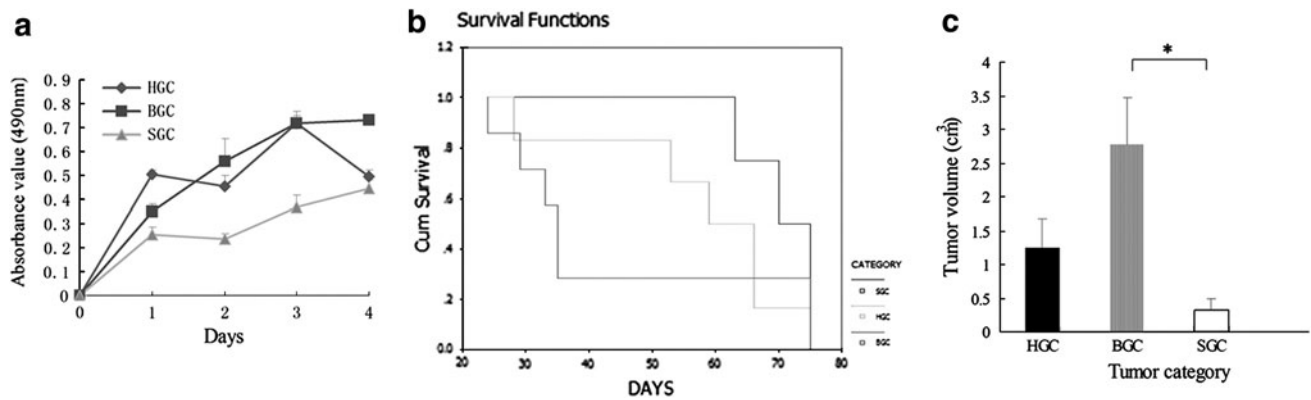 a
Absorbance value (490nm)
0.9
0.8
0.7
0.6
0.5
0.4
0.3
0.2
0.1
0
HGC
BGC
SGC
0 1 2 3 4
Days
b
Survival Functions
Cum Survival
1.2
1.0
.8
.6
.4
.2
0.0
20 30 40 50 60 70 80
DAYS
CATEGORY
SGC
HGC
BGC
c
Tumor volume (cm3)
4
3.5
3
2.5
2
1.5
1
0.5
0
*
HGC BGC SGC
Tumor category